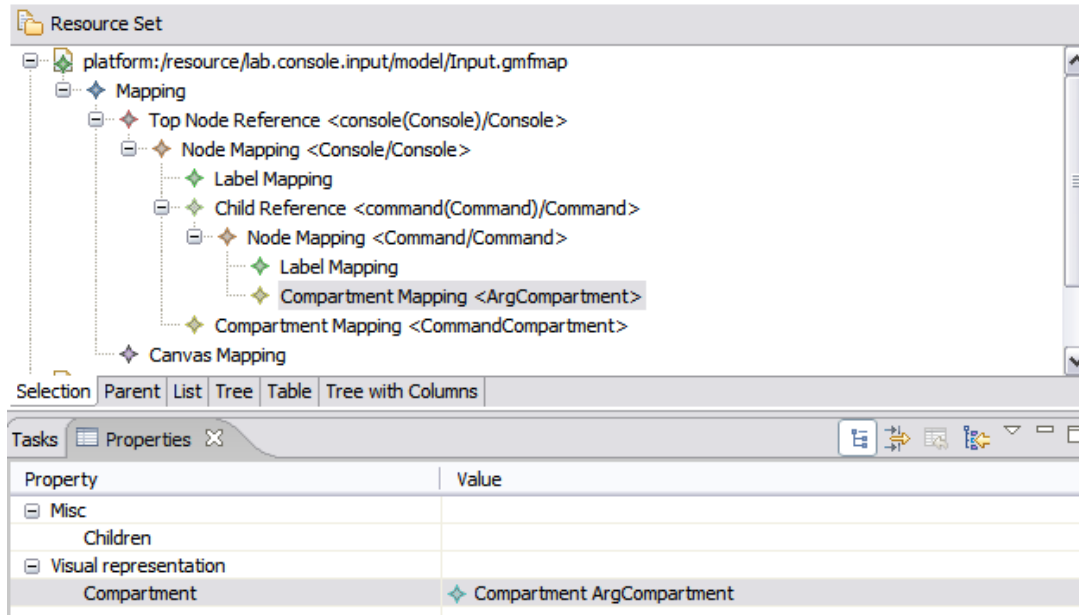 Resource Set
platform:/resource/lab.console.input/model/Input.gmfmap
Mapping
Top Node Reference <console(Console)/Console>
Node Mapping <Console/Console>
Label Mapping
Child Reference <command(Command)/Command>
Node Mapping <Command/Command>
Label Mapping
Compartment Mapping <ArgCompartment>
Compartment Mapping <CommandCompartment>
Canvas Mapping
Selection Parent List Tree Table Tree with Columns
Tasks Properties
Property Value
Misc
Children
Visual representation
Compartment Compartment ArgCompartment